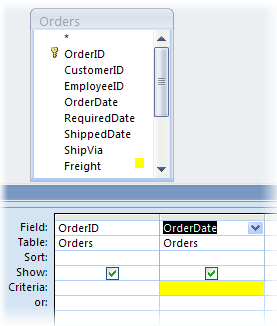 Orders
*
OrderID
CustomerID
EmployeeID
OrderDate
RequiredDate
ShippedDate
ShipVia
Freight
Field: OrderID OrderDate
Table: Orders Orders
Sort:
Show:
Criteria:
or: